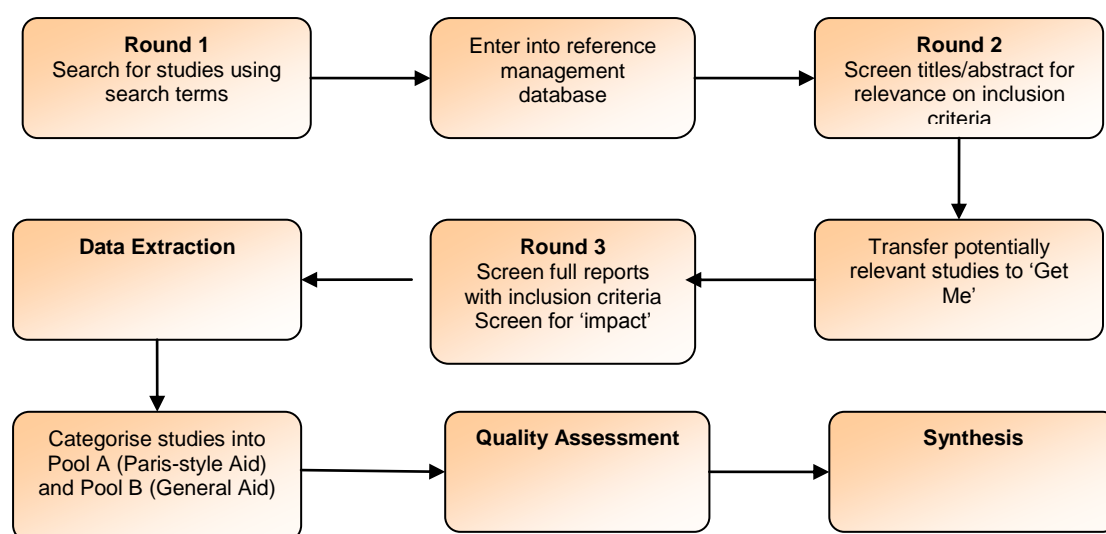 Round 1
Search for studies using
search terms
Enter into reference
management
database
Round 2
Screen titles/abstract for
relevance on inclusion
criteria
Transfer potentially
relevant studies to ‘Get
Me’
Round 3
Screen full reports
with inclusion criteria
Screen for ‘impact’
Data Extraction
Categorise studies into
Pool A (Paris-style Aid)
and Pool B (General Aid)
Quality Assessment
Synthesis